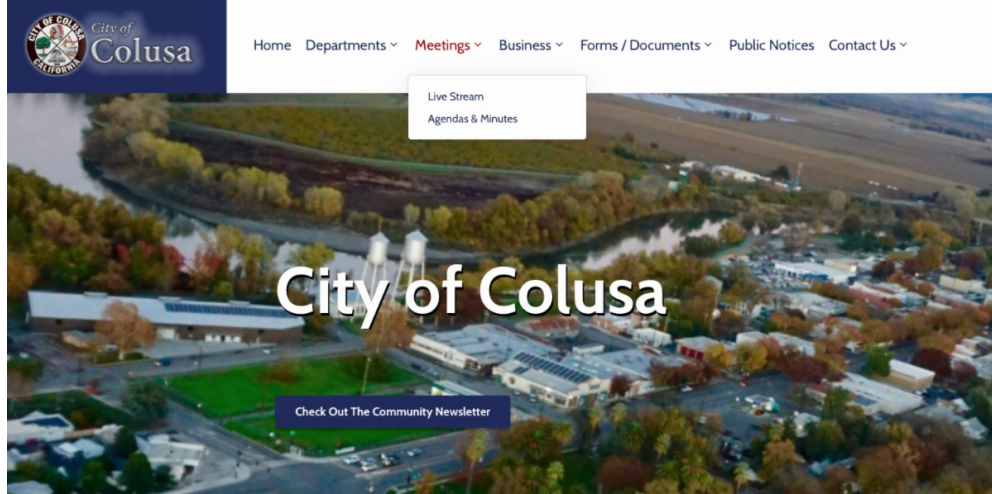 CITY OF COLUSA
CALIFORNIA
City of
Colusa
Home Departments Meetings Business Forms / Documents Public Notices Contact Us
Live Stream
Agendas & Minutes
City of Colusa
Check Out The Community Newsletter